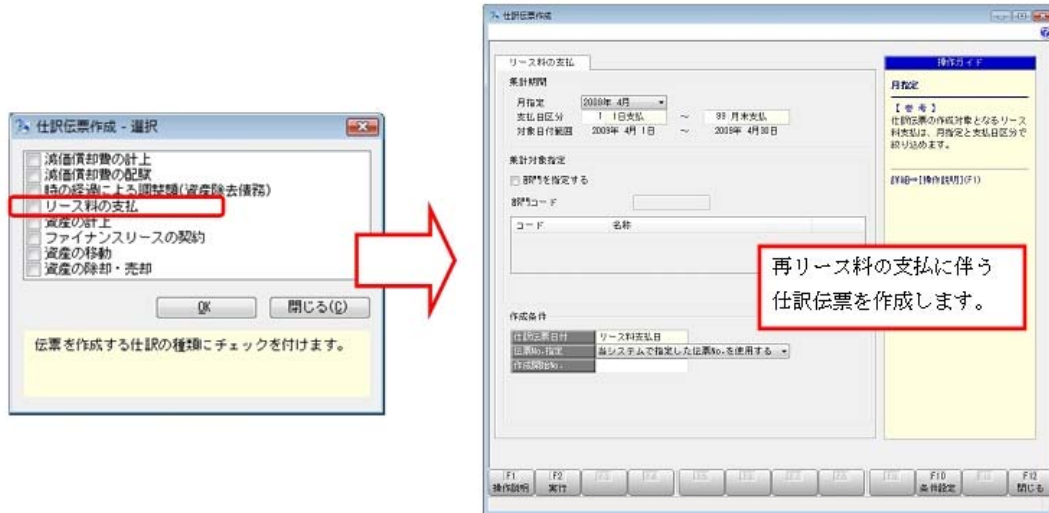 仕訳伝票作成 - 選択
減価償却費の計上
減価償却費の配賦
時の経過による調整額(資産除去債務)
リース料の支払
資産の計上
ファイナンスリースの契約
資産の移動
資産の除却・売却
OK
閉じる(C)
伝票を作成する仕訳の種類にチェックを付けます。
仕訳伝票作成
リース料の支払
集計期間
月指定 2009年 4月
支払日区分 1 1日支払 ～ 99 月末支払
対象日付範囲 2009年 4月 1日 ～ 2009年 4月30日
集計対象指定
部門を指定する
部門コード
コード 名称
作成条件
仕訳伝票日付 リース料支払日
伝票No.指定 当システムで指定した伝票No.を使用する
作成開始No.
操作ガイド
月指定
【参考】
仕訳伝票の作成対象となるリース
料支払は、月指定と支払日区分で
絞り込めます。
詳細⇒[操作説明](F1)
再リース料の支払に伴う
仕訳伝票を作成します。
F1 操作説明
F2 実行
F10 条件設定
F12 閉じる